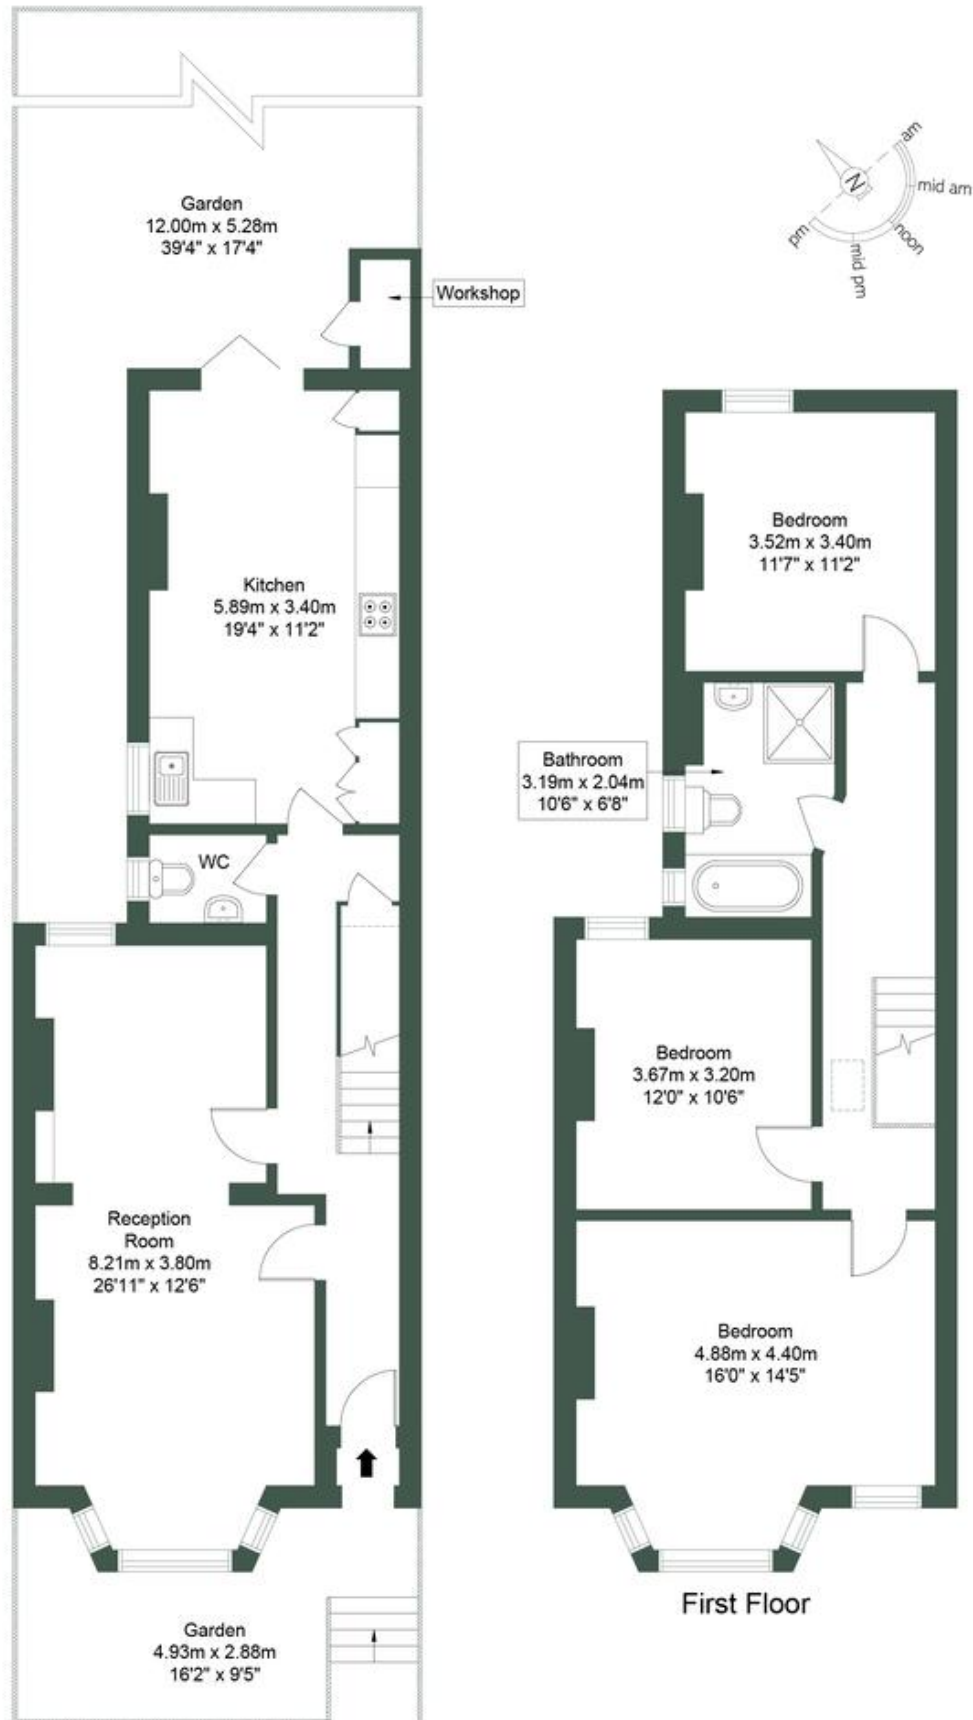 Garden
12.00m x 5.28m
39'4" x 17'4"
Workshop
N
am
mid am
noon
mid pm
pm
Kitchen
5.89m x 3.40m
19'4" x 11'2"
WC
Reception
Room
8.21m x 3.80m
26'11" x 12'6"
Garden
4.93m x 2.88m
16'2" x 9'5"
Bedroom
3.52m x 3.40m
11'7" x 11'2"
Bathroom
3.19m x 2.04m
10'6" x 6'8"
Bedroom
3.67m x 3.20m
12'0" x 10'6"
Bedroom
4.88m x 4.40m
16'0" x 14'5"
First Floor